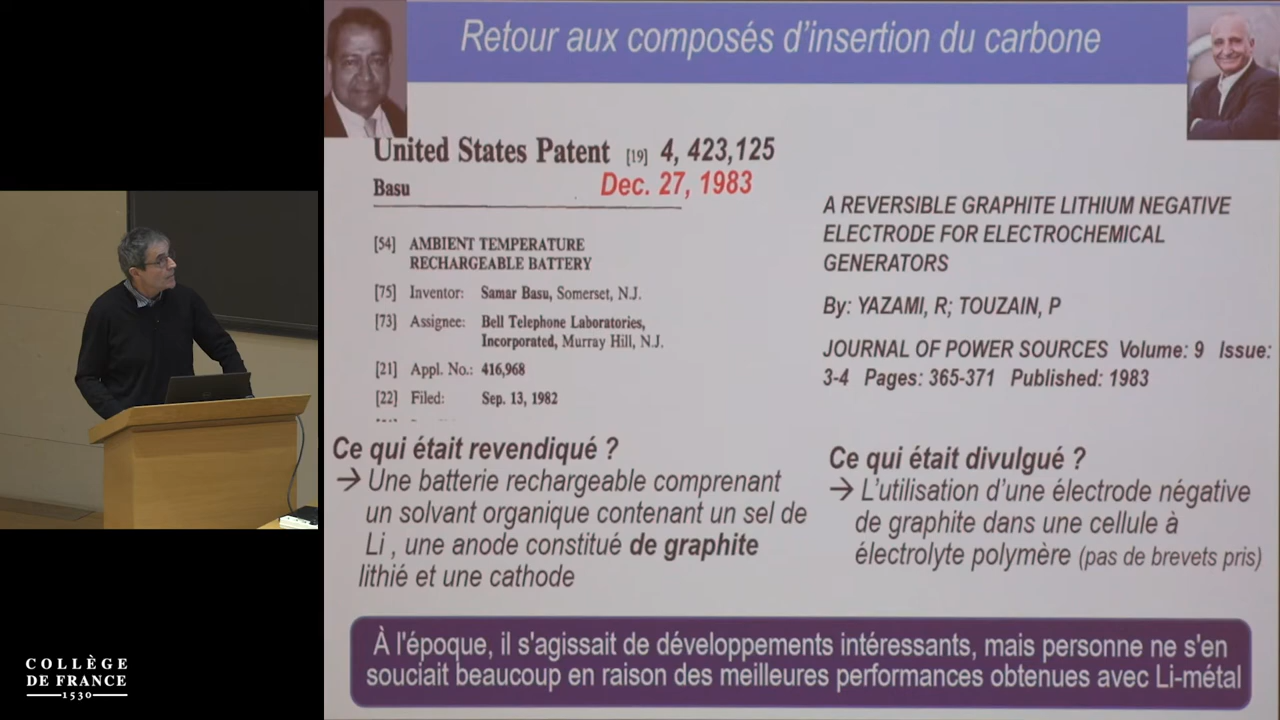 Retour aux composés d'insertion du carbone
United States Patent [19] 4, 423,125
Basu Dec. 27, 1983
[54] AMBIENT TEMPERATURE
RECHARGEABLE BATTERY
[75] Inventor: Samar Basu, Somerset, N.J.
[73] Assignee: Bell Telephone Laboratories,
Incorporated, Murray Hill, N.J.
[21] Appl. No.: 416,968
[22] Filed: Sep. 13, 1982
Ce qui était revendiqué ?
→ Une batterie rechargeable comprenant
un solvant organique contenant un sel de
Li , une anode constitué de graphite
lithié et une cathode
A REVERSIBLE GRAPHITE LITHIUM NEGATIVE
ELECTRODE FOR ELECTROCHEMICAL
GENERATORS
By: YAZAMI, R; TOUZAIN, P
JOURNAL OF POWER SOURCES Volume: 9 Issue:
3-4 Pages: 365-371 Published: 1983
Ce qui était divulgué ?
→ L'utilisation d'une électrode négative
de graphite dans une cellule à
électrolyte polymère (pas de brevets pris)
À l'époque, il s'agissait de développements intéressants, mais personne ne s'en
souciait beaucoup en raison des meilleures performances obtenues avec Li-métal
COLLÈGE
DE FRANCE
1530